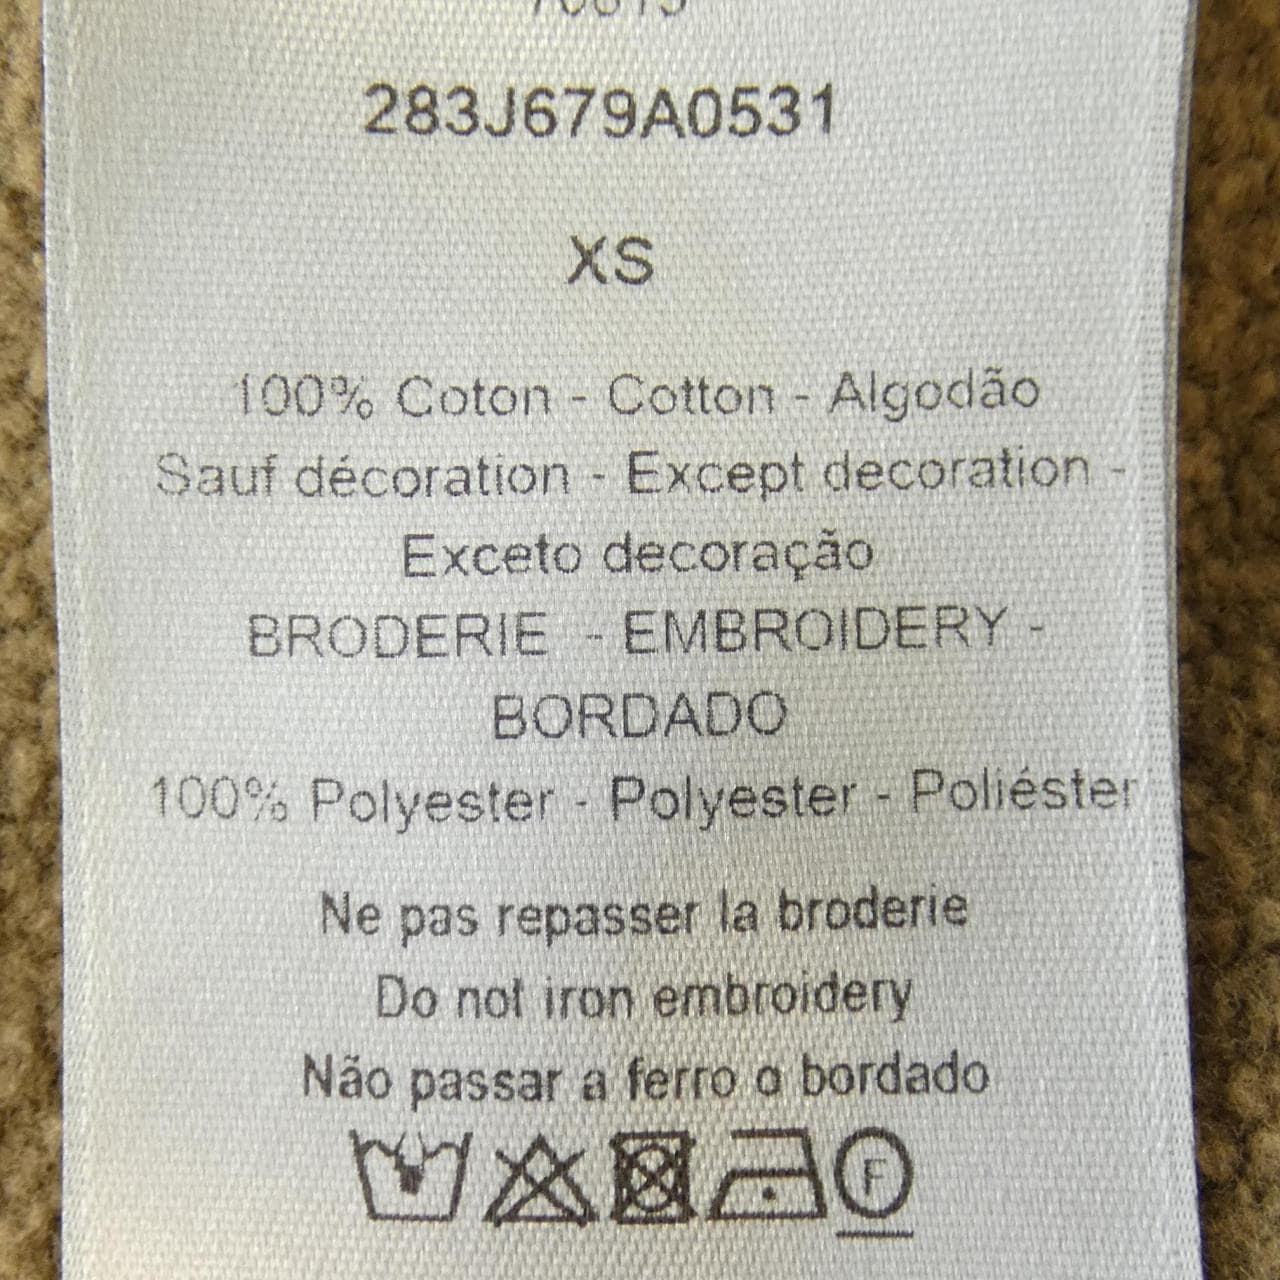 283J679A0531
XS
100% Coton - Cotton - Algodão
Sauf décoration - Except decoration -
Exceto decoração
BRODERIE - EMBROIDERY -
BORDADO
100% Polyester - Polyester - Poliéster
Ne pas repasser la broderie
Do not iron embroidery
Não passar a ferro o bordado
F